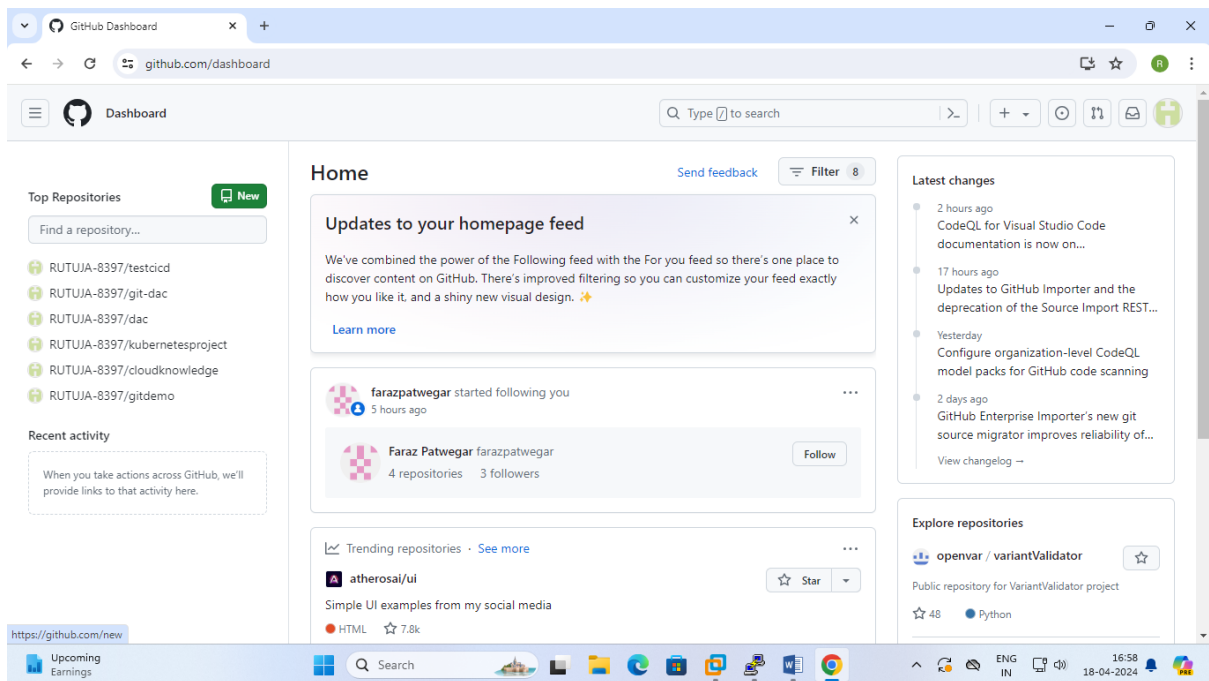 GitHub Dashboard
github.com/dashboard
R
Dashboard
Type / to search
Top Repositories
New
Find a repository...
RUTUJA-8397/testcicd
RUTUJA-8397/git-dac
RUTUJA-8397/dac
RUTUJA-8397/kubernetesproject
RUTUJA-8397/cloudknowledge
RUTUJA-8397/gitdemo
Recent activity
When you take actions across GitHub, we'll
provide links to that activity here.
https://github.com/new
Home
Send feedback
Filter 8
Updates to your homepage feed
We've combined the power of the Following feed with the For you feed so there's one place to
discover content on GitHub. There's improved filtering so you can customize your feed exactly
how you like it, and a shiny new visual design. ✨
Learn more
farazpatwegar started following you
5 hours ago
Faraz Patwegar farazpatwegar
4 repositories 3 followers
Follow
Trending repositories · See more
atherosai/ui
Star
Simple UI examples from my social media
HTML 7.8k
Latest changes
2 hours ago
CodeQL for Visual Studio Code
documentation is now on...
17 hours ago
Updates to GitHub Importer and the
deprecation of the Source Import REST...
Yesterday
Configure organization-level CodeQL
model packs for GitHub code scanning
2 days ago
GitHub Enterprise Importer's new git
source migrator improves reliability of...
View changelog →
Explore repositories
openvar / variantValidator
Public repository for VariantValidator project
48 Python
Upcoming
Earnings
Search
ENG
IN
16:58
18-04-2024
PRE